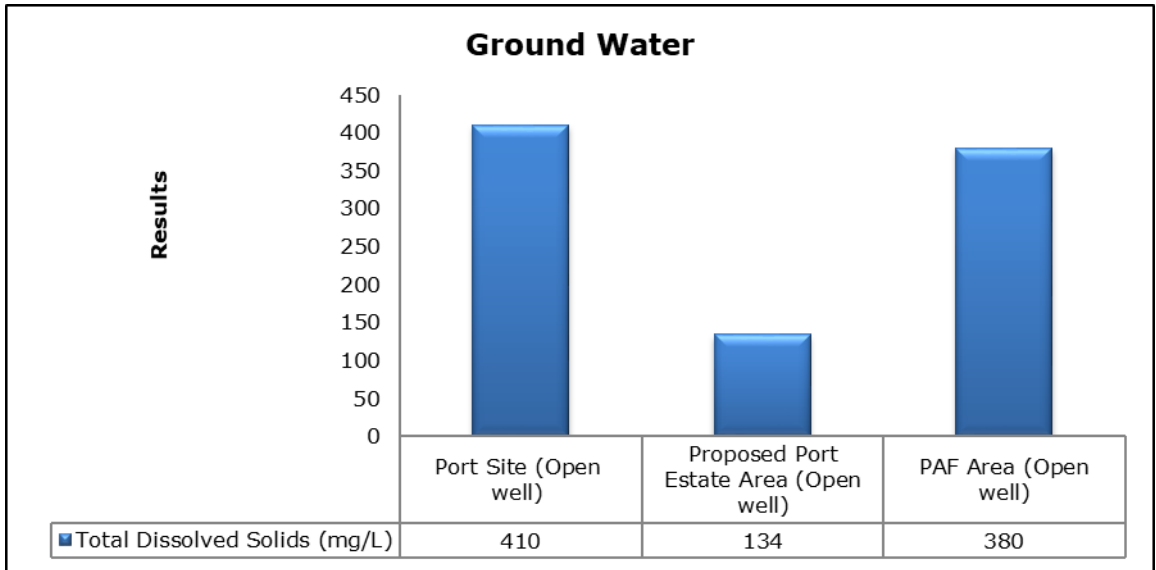 Ground Water
Results
450
400
350
300
250
200
150
100
50
0
Port Site (Open
well)
Proposed Port
Estate Area (Open
well)
PAF Area (Open
well)
Total Dissolved Solids (mg/L) 410 134 380